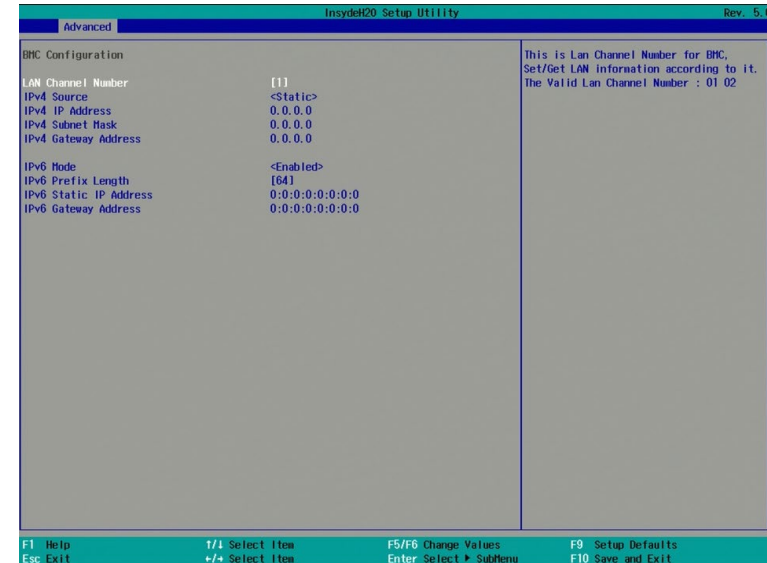 InsydeH20 Setup Utility Rev. 5.
Advanced
BMC Configuration
LAN Channel Number [1]
IPv4 Source <Static>
IPv4 IP Address 0.0.0.0
IPv4 Subnet Mask 0.0.0.0
IPv4 Gateway Address 0.0.0.0
IPv6 Mode <Enabled>
IPv6 Prefix Length [64]
IPv6 Static IP Address 0:0:0:0:0:0:0:0
IPv6 Gateway Address 0:0:0:0:0:0:0:0
This is Lan Channel Number for BMC,
Set/Get LAN information according to it.
The Valid Lan Channel Number : 01 02
F1 Help ↑/↓ Select Item F5/F6 Change Values F9 Setup Defaults
Esc Exit ←/→ Select Item Enter Select ▶ SubMenu F10 Save and Exit